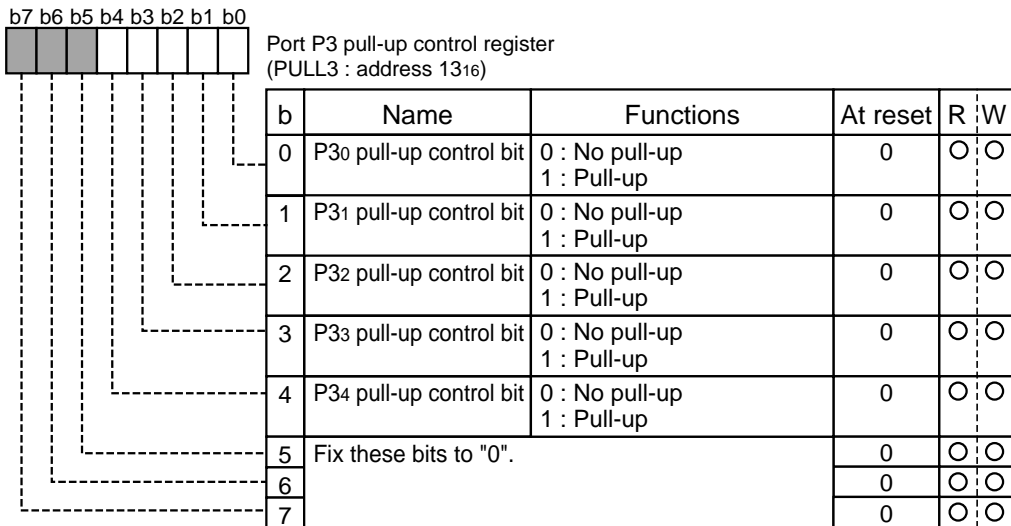 b7 b6 b5 b4 b3 b2 b1 b0
Port P3 pull-up control register
(PULL3 : address 1316)
b Name Functions At reset R W
0 P30 pull-up control bit 0 : No pull-up 0 ○ ○
1 : Pull-up
1 P31 pull-up control bit 0 : No pull-up 0 ○ ○
1 : Pull-up
2 P32 pull-up control bit 0 : No pull-up 0 ○ ○
1 : Pull-up
3 P33 pull-up control bit 0 : No pull-up 0 ○ ○
1 : Pull-up
4 P34 pull-up control bit 0 : No pull-up 0 ○ ○
1 : Pull-up
5 Fix these bits to "0". 0 ○ ○
6 0 ○ ○
7 0 ○ ○